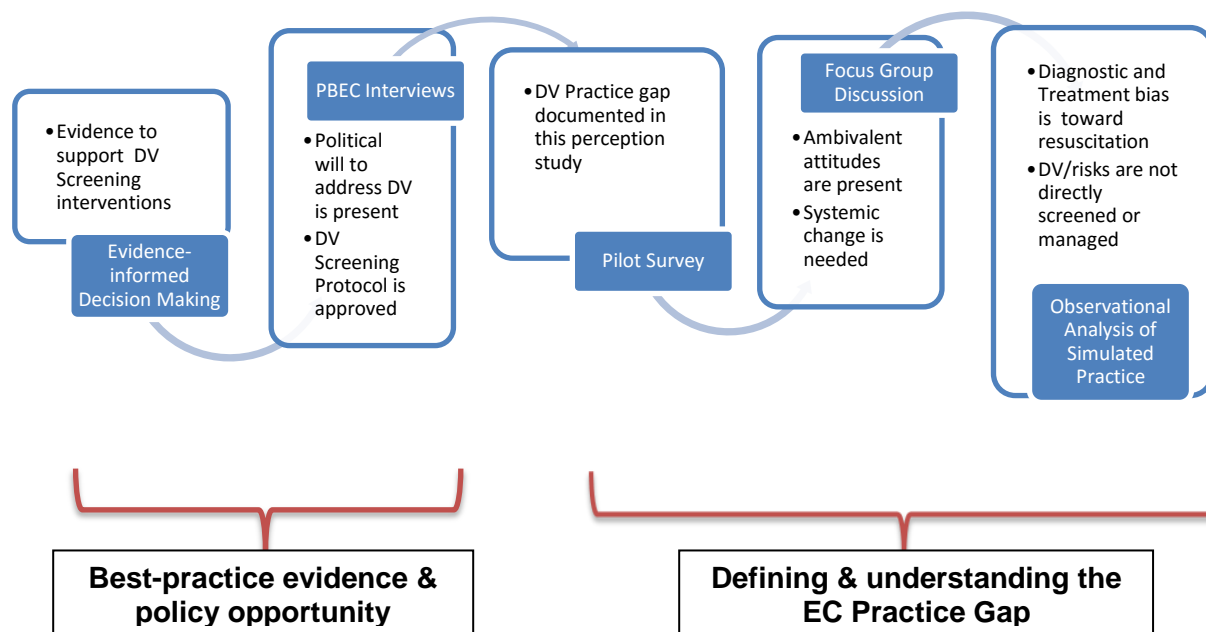 •Evidence to
support DV
Screening
interventions
Evidence-
informed
Decision Making
PBEC Interviews
•Political
will to
address DV
is present
•DV
Screening
Protocol is
approved
•DV Practice gap
documented in
this perception
study
Pilot Survey
Focus Group
Discussion
•Ambivalent
attitudes
are present
•Systemic
change is
needed
•Diagnostic and
Treatment bias
is toward
resuscitation
•DV/risks are not
directly
screened or
managed
Observational
Analysis of
Simulated
Practice
Best-practice evidence &
policy opportunity
Defining & understanding the
EC Practice Gap